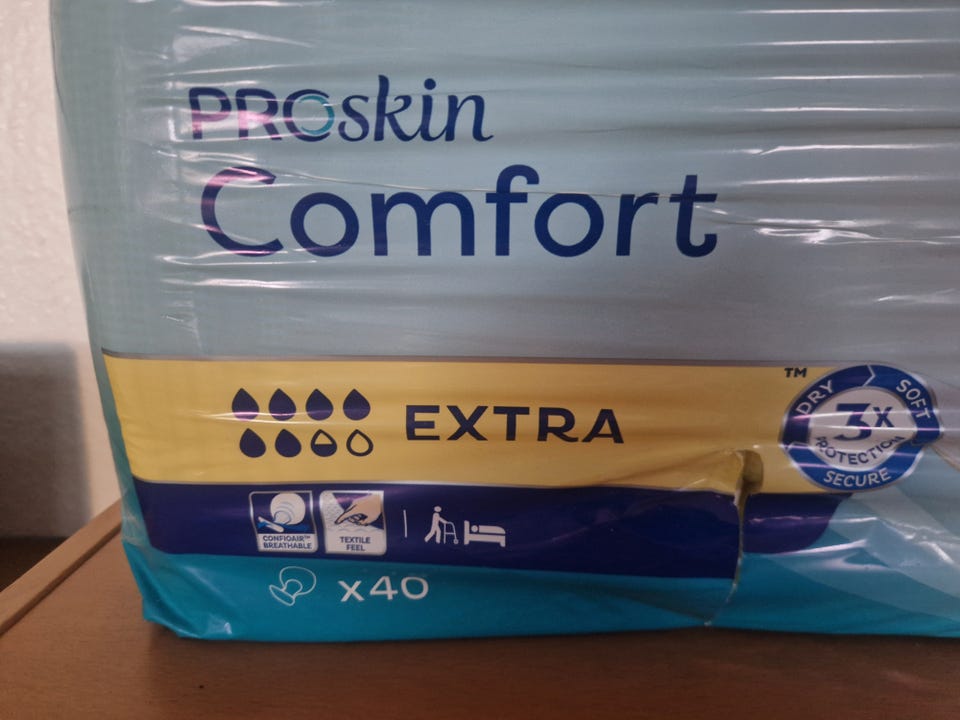 PROskin
Comfort
EXTRA
™
DRY
SOFT
3X
PROTECTION
SECURE
CONFIOAIR™
BREATHABLE
TEXTILE
FEEL
x40